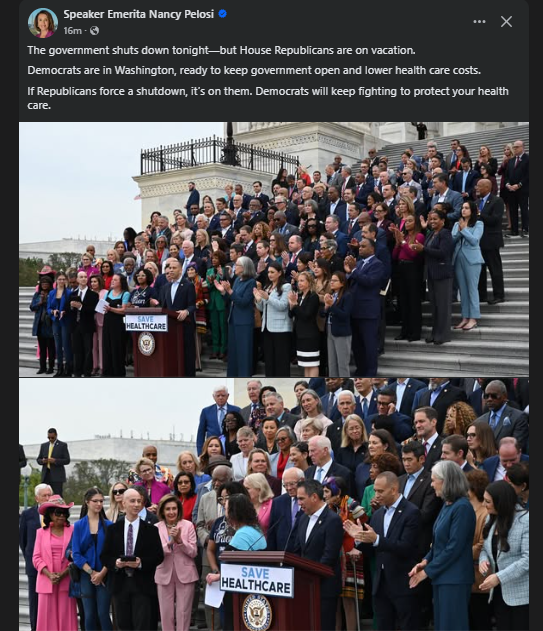 Speaker Emerita Nancy Pelosi
16m ·
The government shuts down tonight—but House Republicans are on vacation.
Democrats are in Washington, ready to keep government open and lower health care costs.
If Republicans force a shutdown, it's on them. Democrats will keep fighting to protect your health
care.
SAVE
HEALTHCARE
SAVE
HEALTHCARE